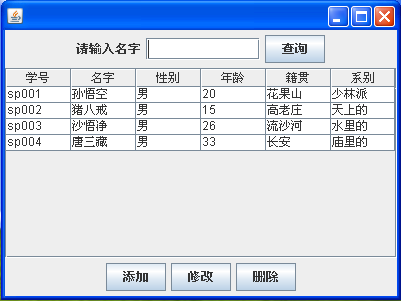 请输入名字 查询
学号 名字 性别 年龄 籍贯 系别
sp001 孙悟空 男 20 花果山 少林派
sp002 猪八戒 男 15 高老庄 天上的
sp003 沙悟净 男 26 流沙河 水里的
sp004 唐三藏 男 33 长安 庙里的
添加 修改 删除